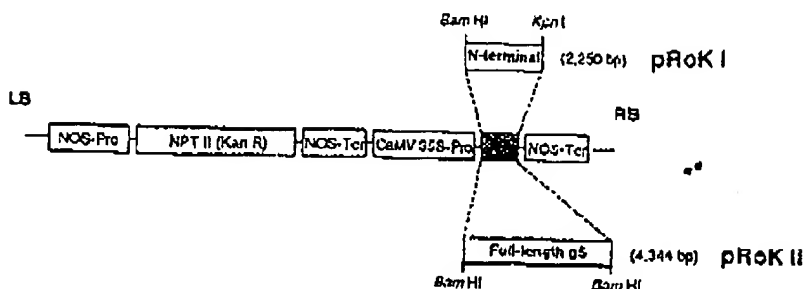 Bam HI Kpn I
N-terminal (2,250 bp) pRoK I
LB RB
NOS-Pro NPT II (Kan R) NOS-Ter CaMV 35S-Pro NOS-Ter
Full-length gS (4,344 bp) pRoK II
Bam HI Bam HI